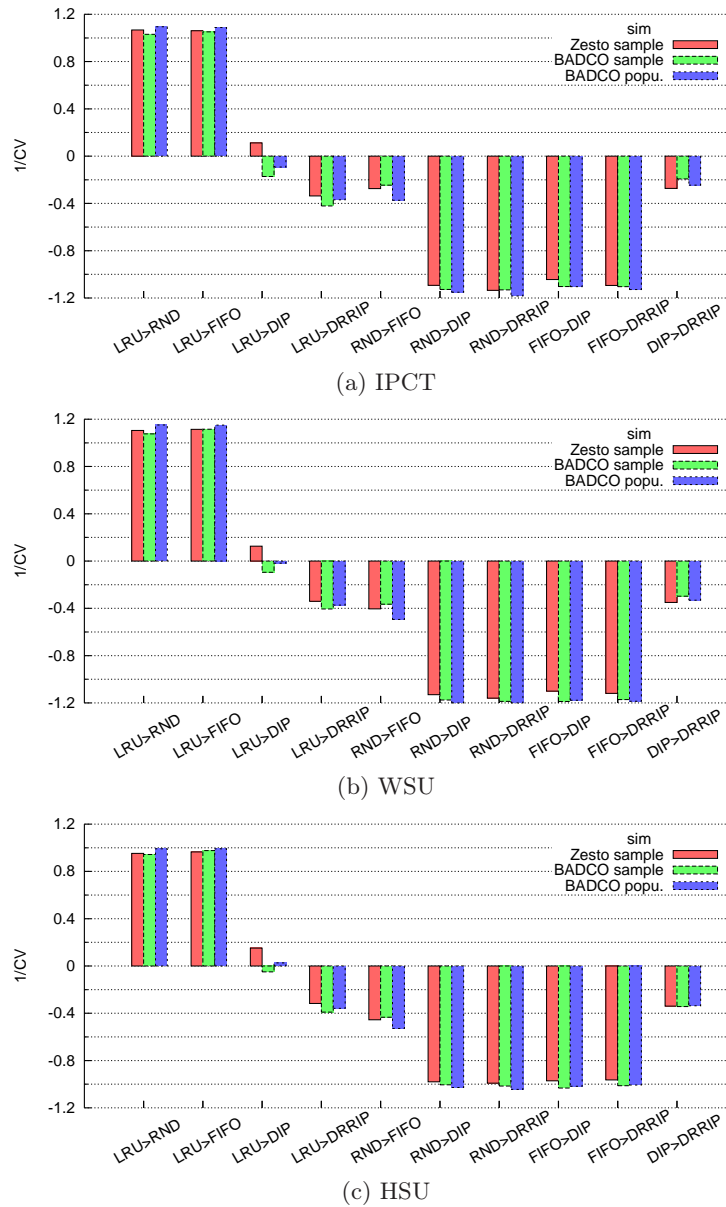 1.2
0.8
0.4
0
-0.4
-0.8
-1.2
1/CV
sim
Zesto sample
BADCO sample
BADCO popu.
LRU>RND
LRU>FIFO
LRU>DIP
LRU>DRRIP
RND>FIFO
RND>DIP
RND>DRRIP
FIFO>DIP
FIFO>DRRIP
DIP>DRRIP
(a) IPCT
1.2
0.8
0.4
0
-0.4
-0.8
-1.2
1/CV
sim
Zesto sample
BADCO sample
BADCO popu.
LRU>RND
LRU>FIFO
LRU>DIP
LRU>DRRIP
RND>FIFO
RND>DIP
RND>DRRIP
FIFO>DIP
FIFO>DRRIP
DIP>DRRIP
(b) WSU
1.2
0.8
0.4
0
-0.4
-0.8
-1.2
1/CV
sim
Zesto sample
BADCO sample
BADCO popu.
LRU>RND
LRU>FIFO
LRU>DIP
LRU>DRRIP
RND>FIFO
RND>DIP
RND>DRRIP
FIFO>DIP
FIFO>DRRIP
DIP>DRRIP
(c) HSU